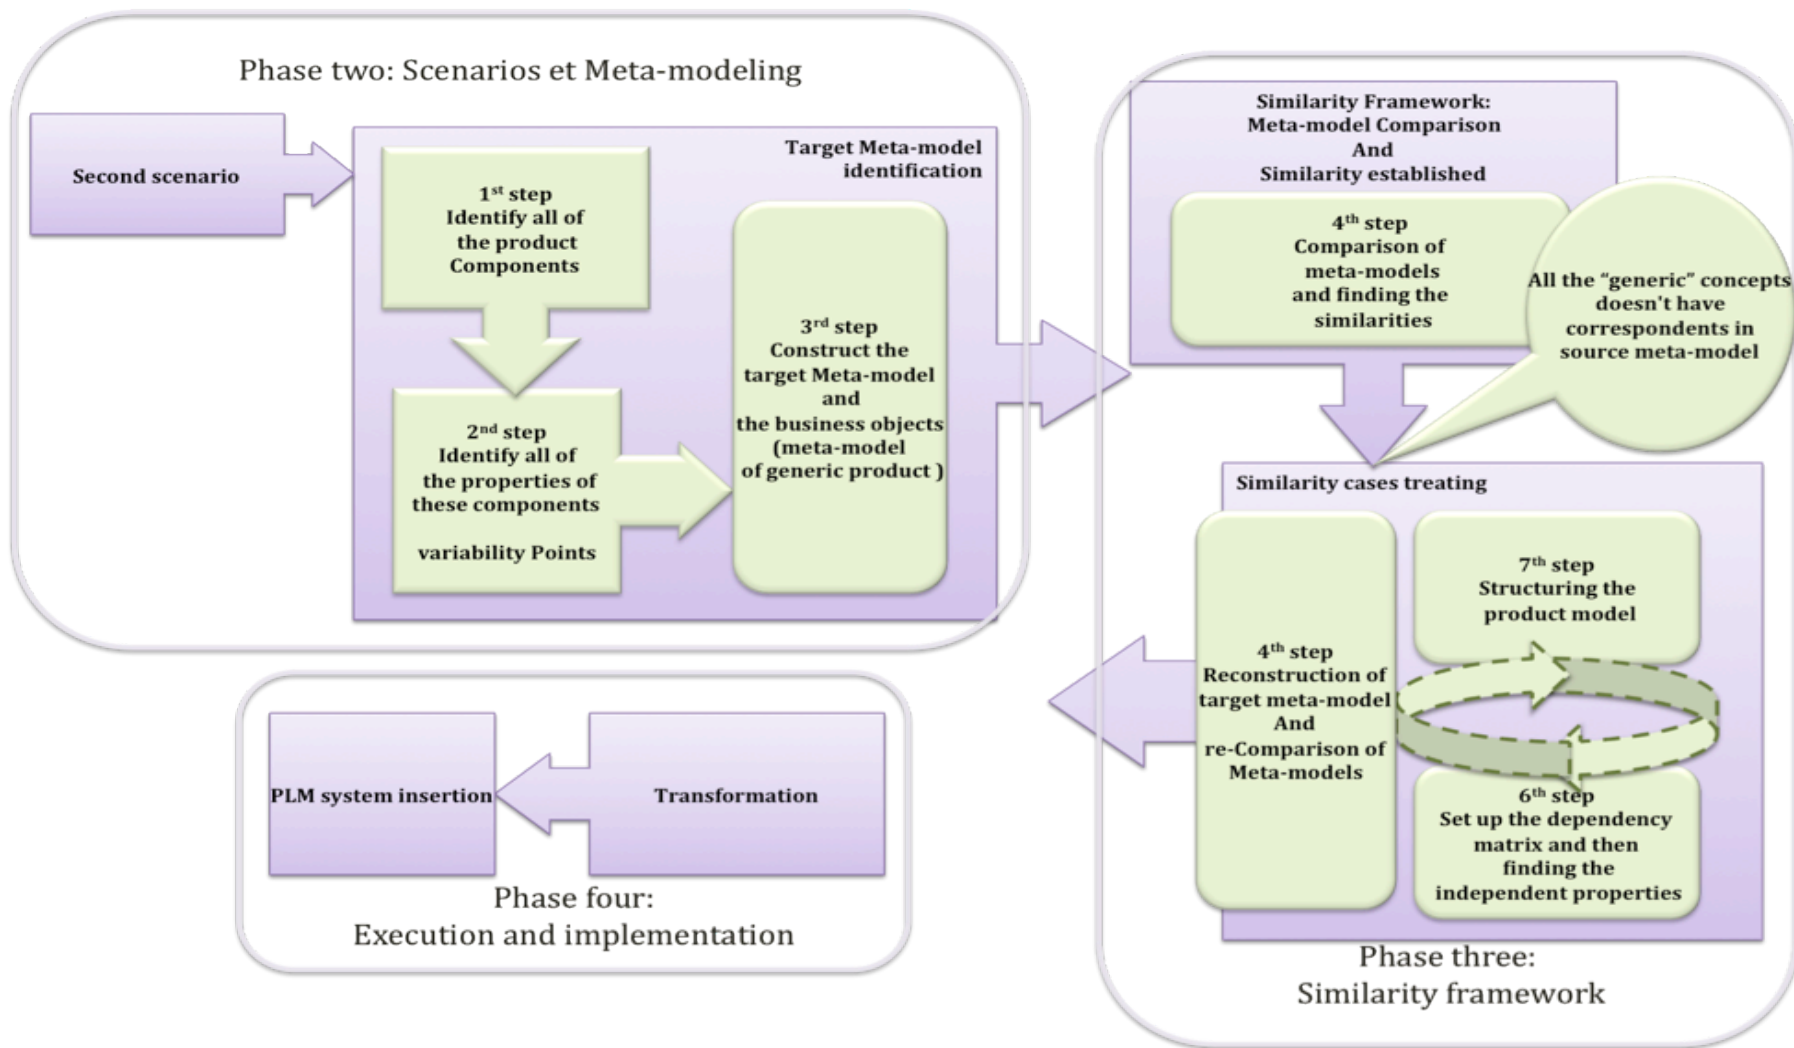 Phase two: Scenarios et Meta-modeling
Second scenario
Target Meta-model
identification
1st step
Identify all of
the product
Components
2nd step
Identify all of
the properties of
these components
variability Points
3rd step
Construct the
target Meta-model
and
the business objects
(meta-model
of generic product )
Similarity Framework:
Meta-model Comparison
And
Similarity established
4th step
Comparison of
meta-models
and finding the
similarities
All the “generic” concepts
doesn't have
correspondents in
source meta-model
Similarity cases treating
4th step
Reconstruction of
target meta-model
And
re-Comparison of
Meta-models
7th step
Structuring the
product model
6th step
Set up the dependency
matrix and then
finding the
independent properties
Phase three:
Similarity framework
PLM system insertion
Transformation
Phase four:
Execution and implementation